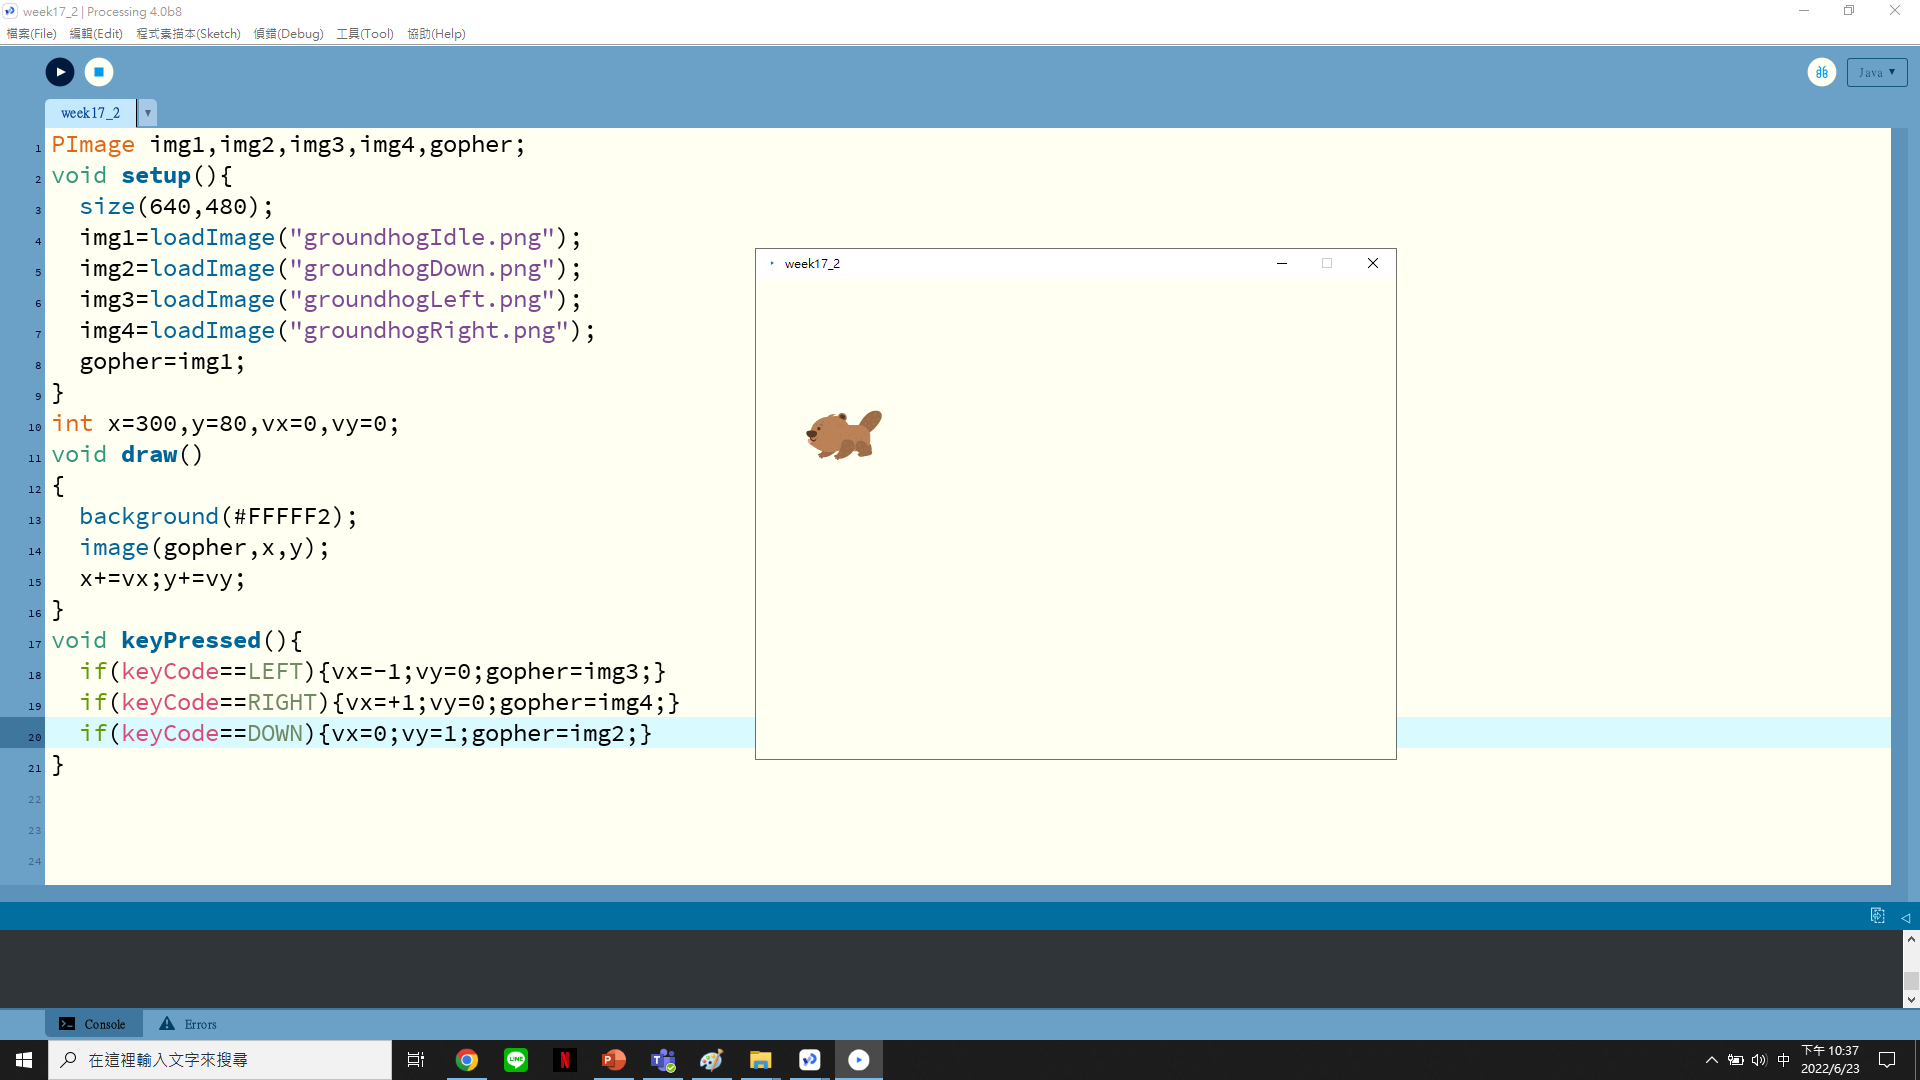 week17_2 | Processing 4.0b8
檔案(File) 編輯(Edit) 程式素描本(Sketch) 偵錯(Debug) 工具(Tool) 協助(Help)
Java ▼
week17_2 ▼
1 PImage img1,img2,img3,img4,gopher;
2 void setup(){
3 size(640,480);
4 img1=loadImage("groundhogIdle.png");
5 img2=loadImage("groundhogDown.png");
6 img3=loadImage("groundhogLeft.png");
7 img4=loadImage("groundhogRight.png");
8 gopher=img1;
9 }
10 int x=300,y=80,vx=0,vy=0;
11 void draw()
12 {
13 background(#FFFFF2);
14 image(gopher,x,y);
15 x+=vx;y+=vy;
16 }
17 void keyPressed(){
18 if(keyCode==LEFT){vx=-1;vy=0;gopher=img3;}
19 if(keyCode==RIGHT){vx=+1;vy=0;gopher=img4;}
20 if(keyCode==DOWN){vx=0;vy=1;gopher=img2;}
21 }
22
23
24
week17_2
Console Errors
在這裡輸入文字來搜尋
中
下午 10:37
2022/6/23